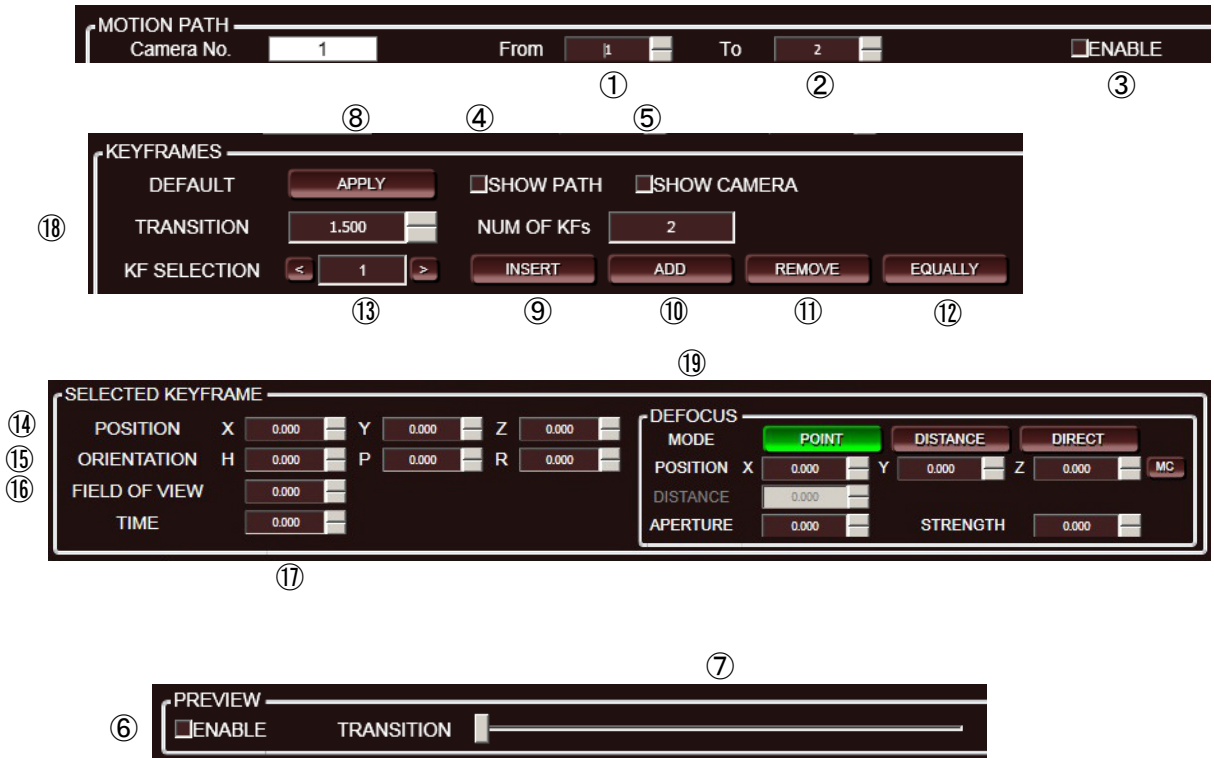 MOTION PATH
Camera No. 1 From 1 To 2 ENABLE
① ② ③
⑧ ④ ⑤
KEYFRAMES
DEFAULT APPLY SHOW PATH SHOW CAMERA
⑱ TRANSITION 1.500 NUM OF KFs 2
KF SELECTION < 1 > INSERT ADD REMOVE EQUALLY
⑬ ⑨ ⑩ ⑪ ⑫
⑲
SELECTED KEYFRAME
⑭ POSITION X 0.000 Y 0.000 Z 0.000
⑮ ORIENTATION H 0.000 P 0.000 R 0.000
⑯ FIELD OF VIEW 0.000
TIME 0.000
DEFOCUS
MODE POINT DISTANCE DIRECT
POSITION X 0.000 Y 0.000 Z 0.000 MC
DISTANCE 0.000
APERTURE 0.000 STRENGTH 0.000
⑰
⑦
PREVIEW
⑥ ENABLE TRANSITION